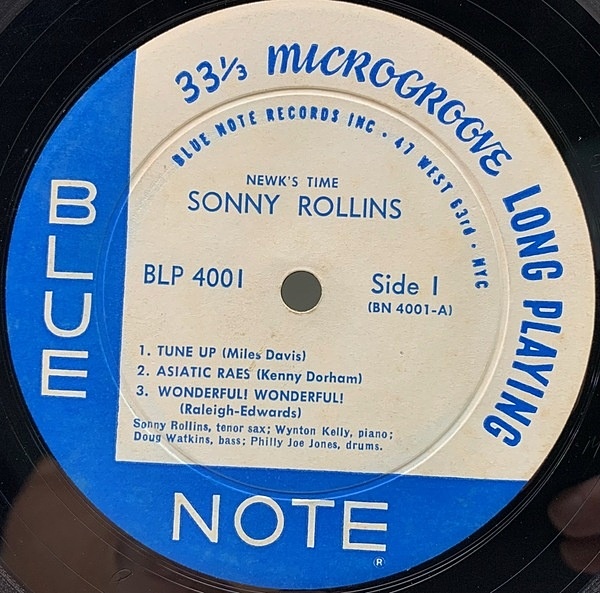 33⅓ MICROGROOVE LONG PLAYING
BLUE NOTE RECORDS INC • 47 WEST 63rd • NYC
NEWK'S TIME
SONNY ROLLINS
BLP 4001
Side 1
(BN 4001-A)
1. TUNE UP (Miles Davis)
2. ASIATIC RAES (Kenny Dorham)
3. WONDERFUL! WONDERFUL!
(Raleigh-Edwards)
Sonny Rollins, tenor sax; Wynton Kelly, piano;
Doug Watkins, bass; Philly Joe Jones, drums.
BLUE
NOTE
®